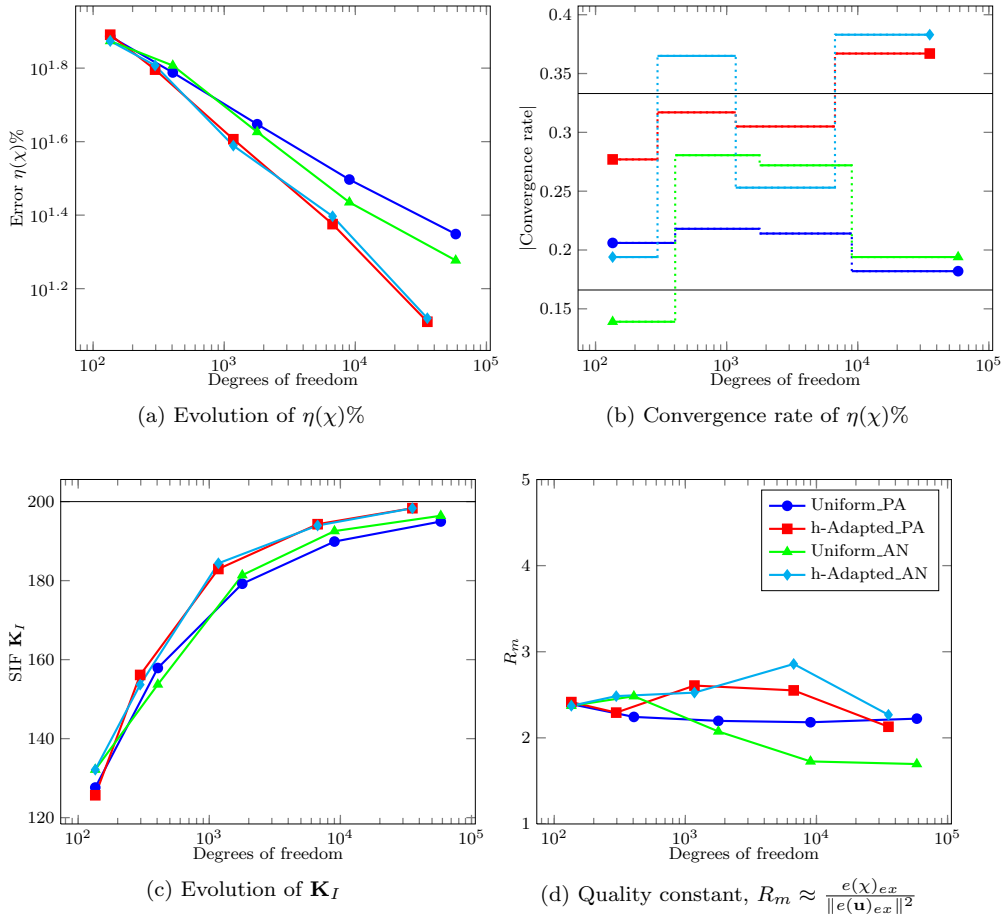 10^1.8
10^1.6
10^1.4
10^1.2
Error η(χ)%
10^2 10^3 10^4 10^5
Degrees of freedom
(a) Evolution of η(χ)%
0.35
0.3
0.25
0.2
0.15
|Convergence rate|
10^2 10^3 10^4 10^5
Degrees of freedom
(b) Convergence rate of η(χ)%
200
180
160
140
120
SIF K_I
10^2 10^3 10^4 10^5
Degrees of freedom
(c) Evolution of K_I
5
4
3
2
1
R_m
Uniform_PA
h-Adapted_PA
Uniform_AN
h-Adapted_AN
10^2 10^3 10^4 10^5
Degrees of freedom
(d) Quality constant, R_m ≈ e(χ)_ex / ‖e(u)_ex‖^2